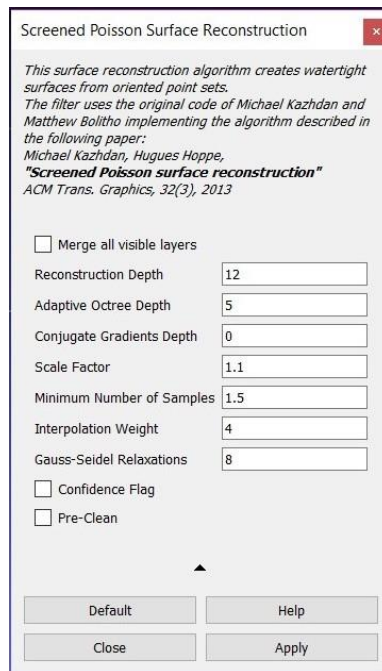 Screened Poisson Surface Reconstruction
This surface reconstruction algorithm creates watertight
surfaces from oriented point sets.
The filter uses the original code of Michael Kazhdan and
Matthew Bolitho implementing the algorithm described in
the following paper:
Michael Kazhdan, Hugues Hoppe,
"Screened Poisson surface reconstruction"
ACM Trans. Graphics, 32(3), 2013
Merge all visible layers
Reconstruction Depth 12
Adaptive Octree Depth 5
Conjugate Gradients Depth 0
Scale Factor 1.1
Minimum Number of Samples 1.5
Interpolation Weight 4
Gauss-Seidel Relaxations 8
Confidence Flag
Pre-Clean
Default Help
Close Apply